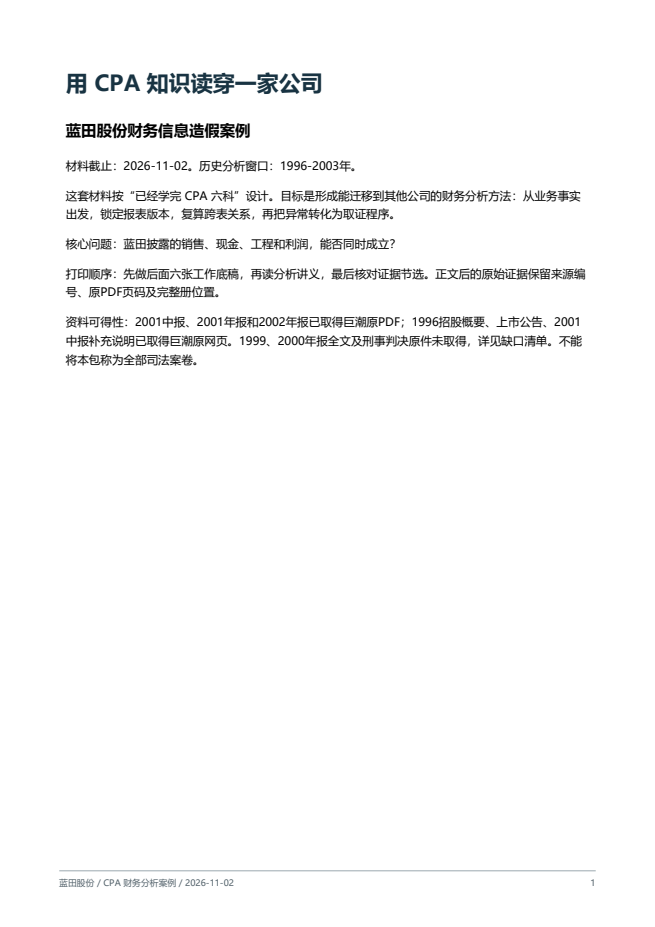 用 CPA 知识读穿一家公司
蓝田股份财务信息造假案例
材料截止：2026-11-02。历史分析窗口：1996-2003年。
这套材料按“已经学完 CPA 六科”设计。目标是形成能迁移到其他公司的财务分析方法：从业务事实
出发，锁定报表版本，复算跨表关系，再把异常转化为取证程序。
核心问题：蓝田披露的销售、现金、工程和利润，能否同时成立？
打印顺序：先做后面六张工作底稿，再读分析讲义，最后核对证据节选。正文后的原始证据保留来源编
号、原PDF页码及完整册位置。
资料可得性：2001中报、2001年报和2002年报已取得巨潮原PDF；1996招股概要、上市公告、2001
中报补充说明已取得巨潮原网页。1999、2000年报全文及刑事判决原件未取得，详见缺口清单。不能
将本包称为全部司法案卷。
蓝田股份 / CPA 财务分析案例 / 2026-11-02
1